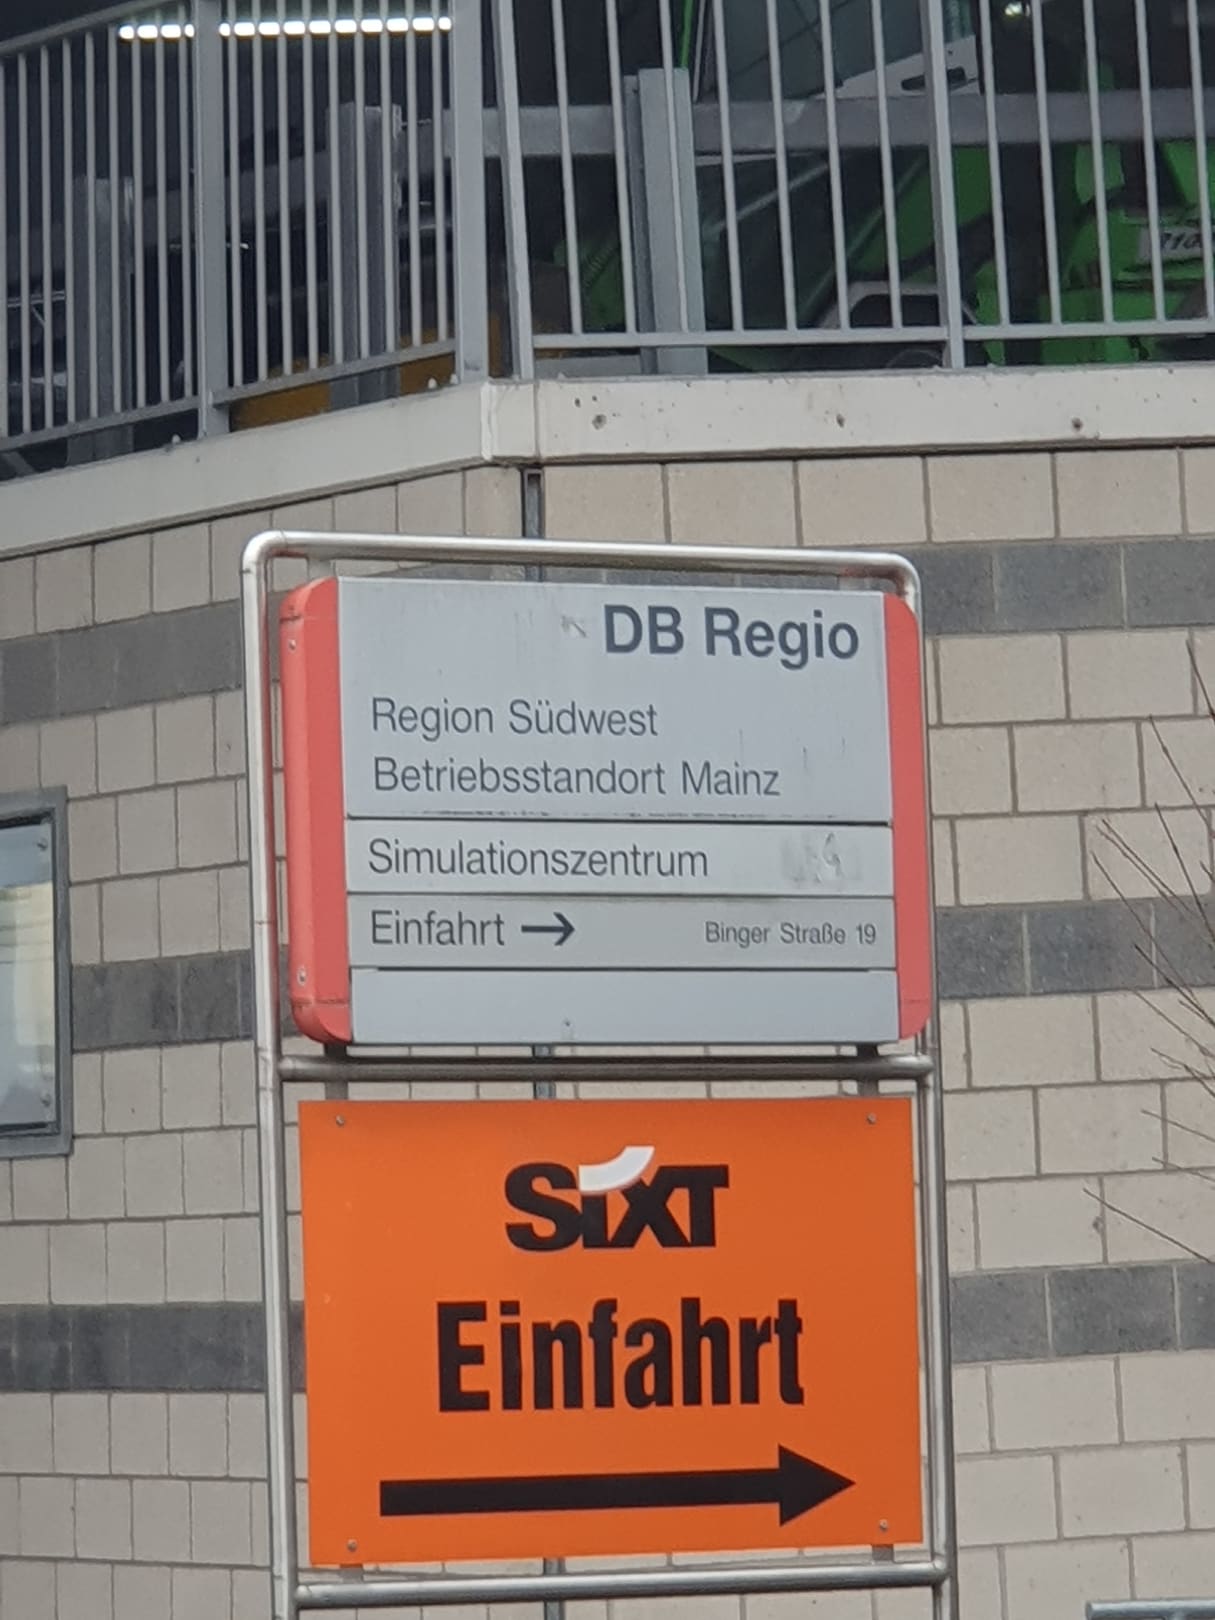 DB Regio
Region Südwest
Betriebsstandort Mainz
Simulationszentrum
Einfahrt → Binger Straße 19
SIXT
Einfahrt